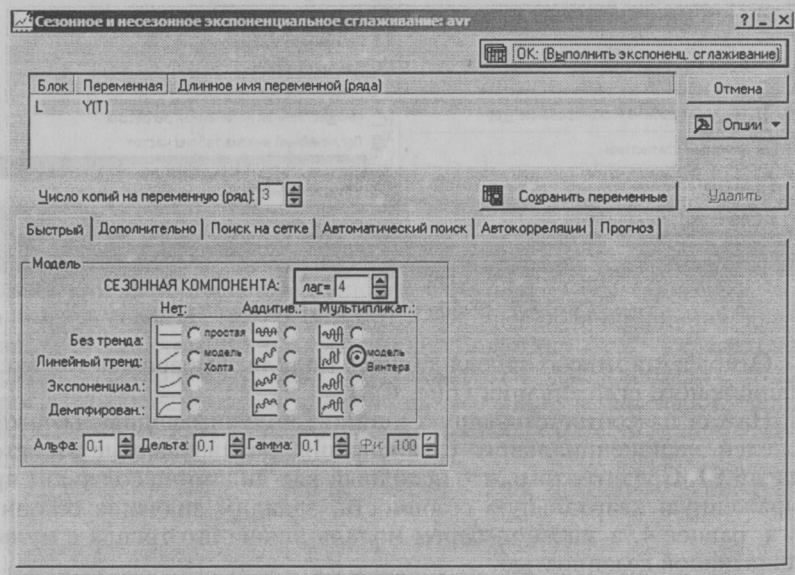 Сезонное и несезонное экспоненциальное сглаживание: avr
OK: (Выполнить экспоненц. сглаживание)
Блок Переменная Длинное имя переменной (ряда)
L Y(T)
Отмена
Опции
Число копий на переменную (ряд): 3
Сохранить переменные
Удалить
Быстрый Дополнительно Поиск на сетке Автоматический поиск Автокорреляции Прогноз
Модель
СЕЗОННАЯ КОМПОНЕНТА: лаг= 4
Нет: Аддитив.: Мультипликат.:
Без тренда: простая
Линейный тренд: модель Холта модель Винтера
Экспоненциал.:
Демпфирован.:
Альфа: 0,1 Дельта: 0,1 Гамма: 0,1 Фи: ,100